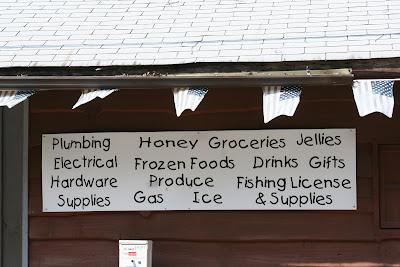 Plumbing Honey Groceries Jellies
Electrical Frozen Foods Drinks Gifts
Hardware Produce Fishing License
Supplies Gas Ice & Supplies